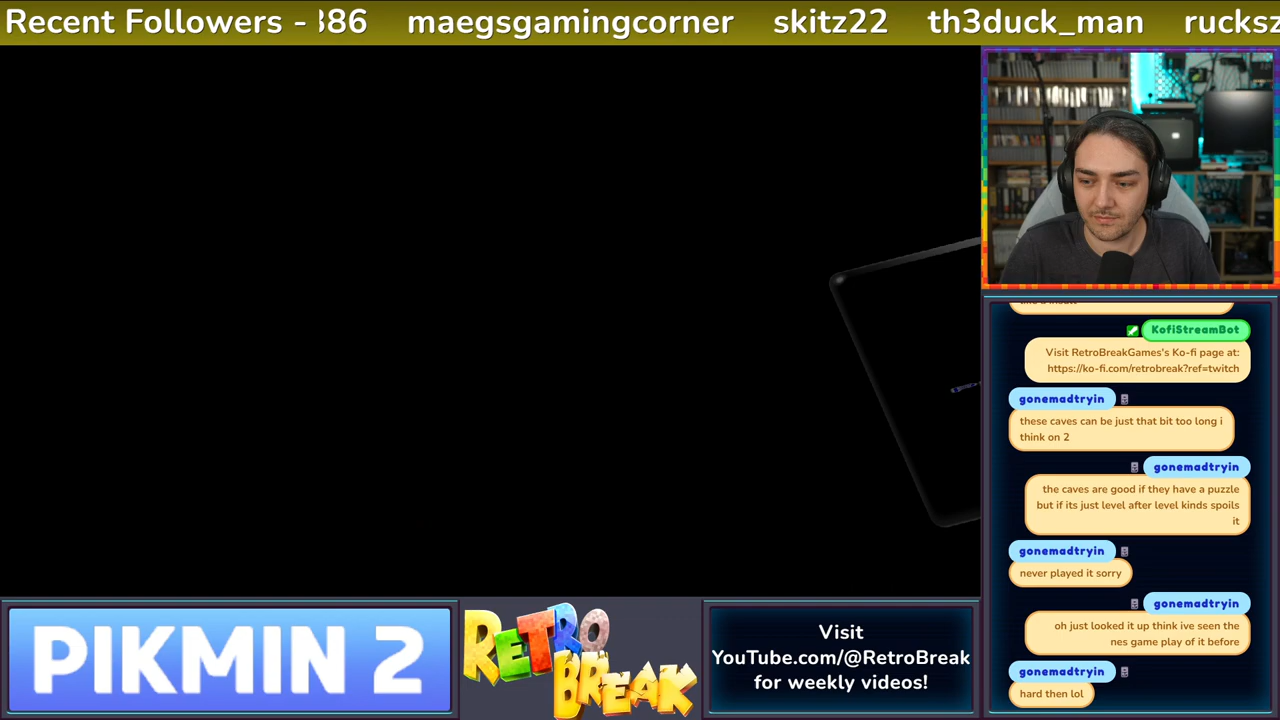 Recent Followers - 386 maegsgamingcorner skitz22 th3duck_man rucksz
KofiStreamBot
Visit RetroBreakGames's Ko-fi page at:
https://ko-fi.com/retrobreak?ref=twitch
gonemadtryin
these caves can be just that bit too long i
think on 2
gonemadtryin
the caves are good if they have a puzzle
but if its just level after level kinds spoils
it
gonemadtryin
never played it sorry
gonemadtryin
oh just looked it up think ive seen the
nes game play of it before
gonemadtryin
hard then lol
PIKMIN 2
RETRO
BREAK
Visit
YouTube.com/@RetroBreak
for weekly videos!